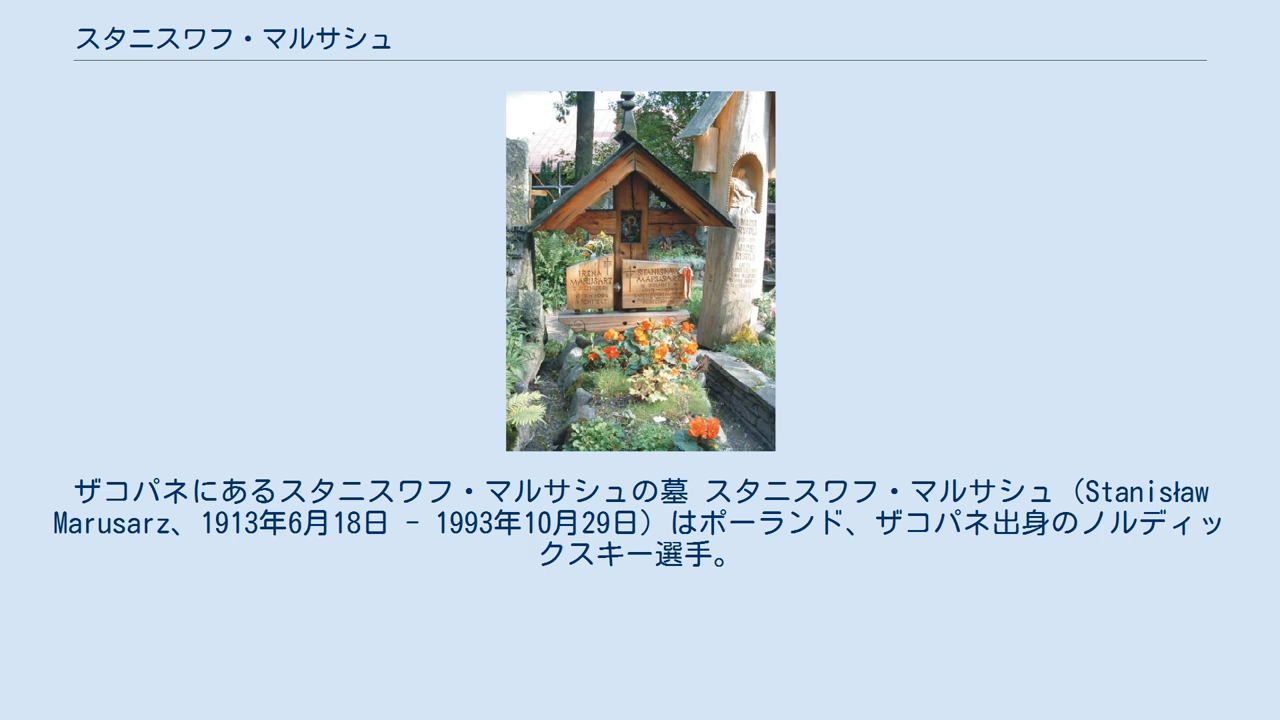 スタニスワフ・マルサシュ
IRENA
MARUSARZ
STANISŁAW
MARUSARZ
ザコパネにあるスタニスワフ・マルサシュの墓 スタニスワフ・マルサシュ（Stanisław
Marusarz、1913年6月18日 - 1993年10月29日）はポーランド、ザコパネ出身のノルディッ
クスキー選手。